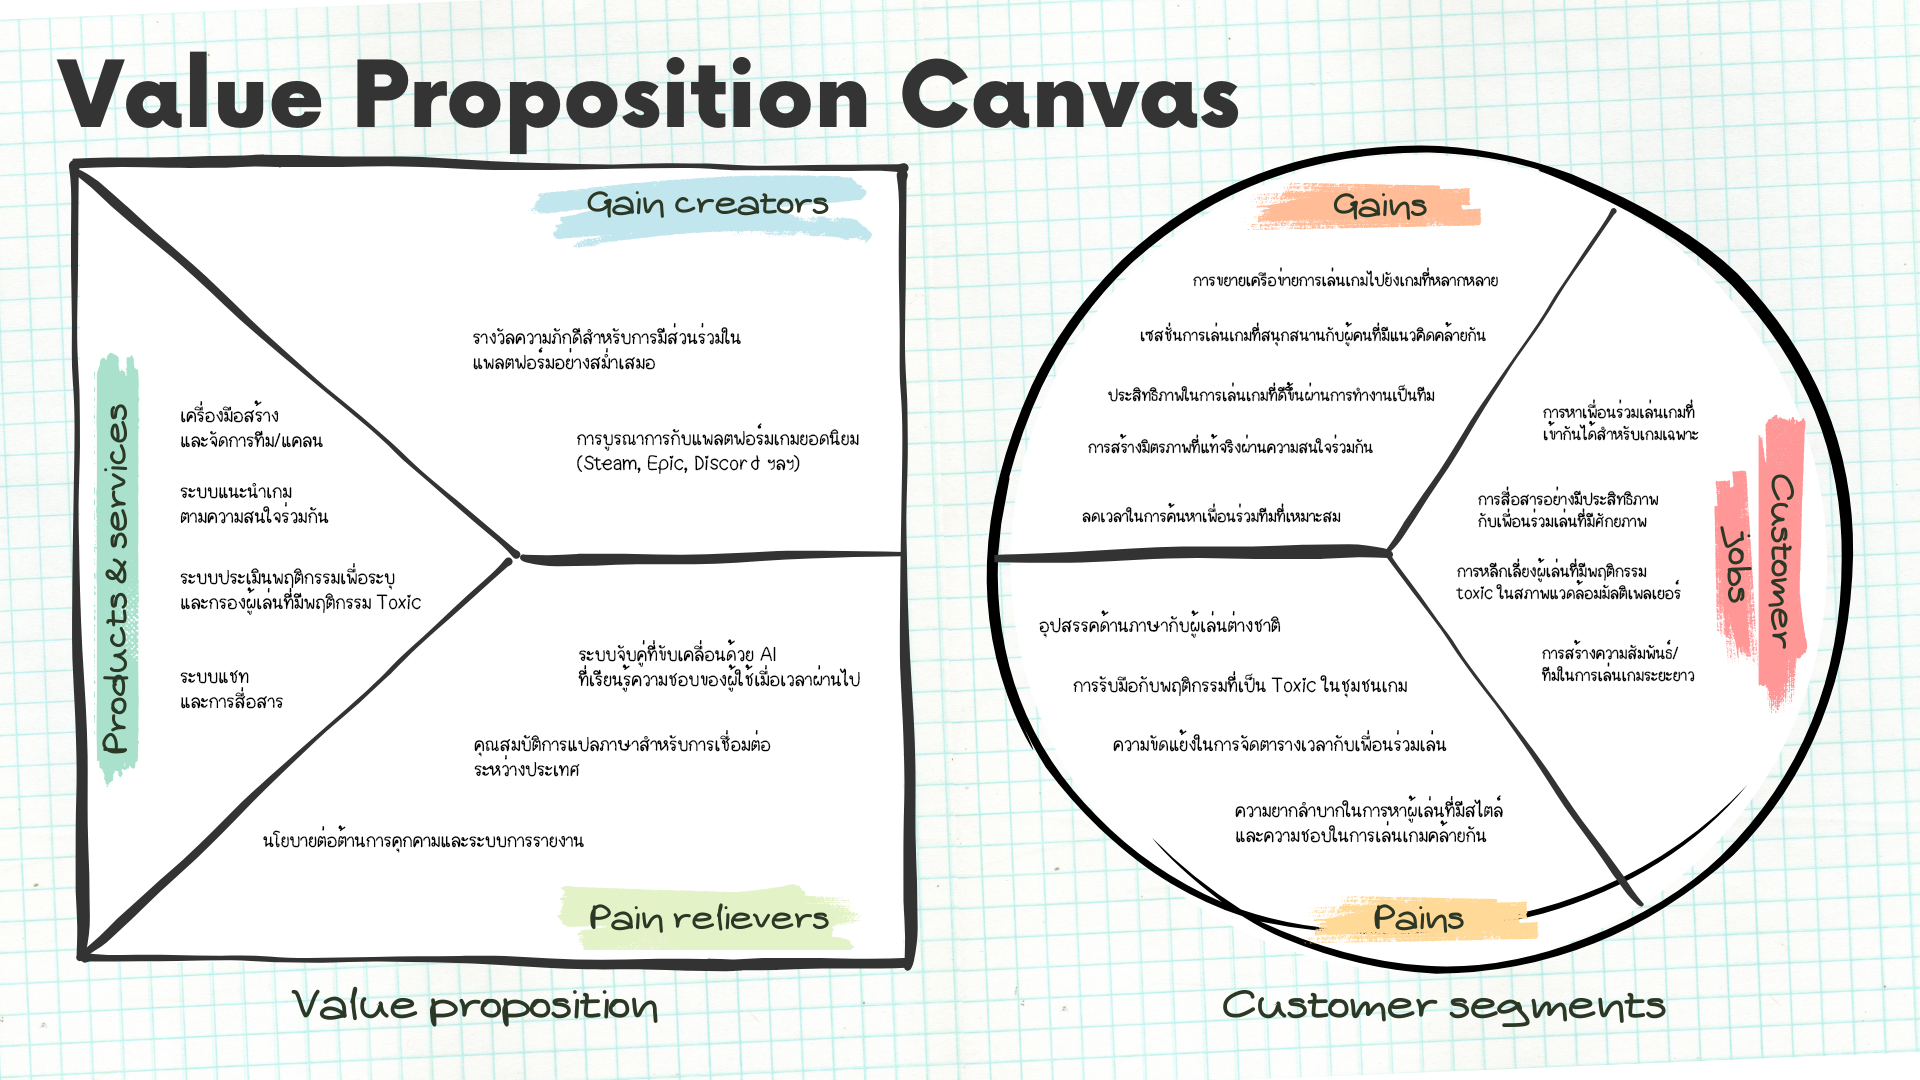 Value Proposition Canvas
Gain creators
รางวัลความภักดีสำหรับการมีส่วนร่วมใน
แพลตฟอร์มอย่างสม่ำเสมอ
การบูรณาการกับแพลตฟอร์มเกมยอดนิยม
(Steam, Epic, Discord ฯลฯ)
Products & services
เครื่องมือสร้าง
และจัดการทีม/แคลน
ระบบแนะนำเกม
ตามความสนใจร่วมกัน
ระบบประเมินพฤติกรรมเพื่อระบุ
และกรองผู้เล่นที่มีพฤติกรรม Toxic
ระบบแชท
และการสื่อสาร
ระบบจับคู่ที่ขับเคลื่อนด้วย AI
ที่เรียนรู้ความชอบของผู้ใช้เมื่อเวลาผ่านไป
คุณสมบัติการแปลภาษาสำหรับการเชื่อมต่อ
ระหว่างประเทศ
นโยบายต่อต้านการคุกคามและระบบการรายงาน
Pain relievers
Value proposition
Gains
การขยายเครือข่ายการเล่นเกมไปยังเกมที่หลากหลาย
เซสชั่นการเล่นเกมที่สนุกสนานกับผู้คนที่มีแนวคิดคล้ายกัน
ประสิทธิภาพในการเล่นเกมที่ดีขึ้นผ่านการทำงานเป็นทีม
การสร้างมิตรภาพที่แท้จริงผ่านความสนใจร่วมกัน
ลดเวลาในการค้นหาเพื่อนร่วมทีมที่เหมาะสม
การหาเพื่อนร่วมเล่นเกมที่
เข้ากันได้สำหรับเกมเฉพาะ
การสื่อสารอย่างมีประสิทธิภาพ
กับเพื่อนร่วมเล่นที่มีศักยภาพ
การหลีกเลี่ยงผู้เล่นที่มีพฤติกรรม
toxic ในสภาพแวดล้อมมัลติเพลเยอร์
การสร้างความสัมพันธ์/
ทีมในการเล่นเกมระยะยาว
Customer
jobs
อุปสรรคด้านภาษากับผู้เล่นต่างชาติ
การรับมือกับพฤติกรรมที่เป็น Toxic ในชุมชนเกม
ความขัดแย้งในการจัดตารางเวลากับเพื่อนร่วมเล่น
ความยากลำบากในการหาผู้เล่นที่มีสไตล์
และความชอบในการเล่นเกมคล้ายกัน
Pains
Customer segments